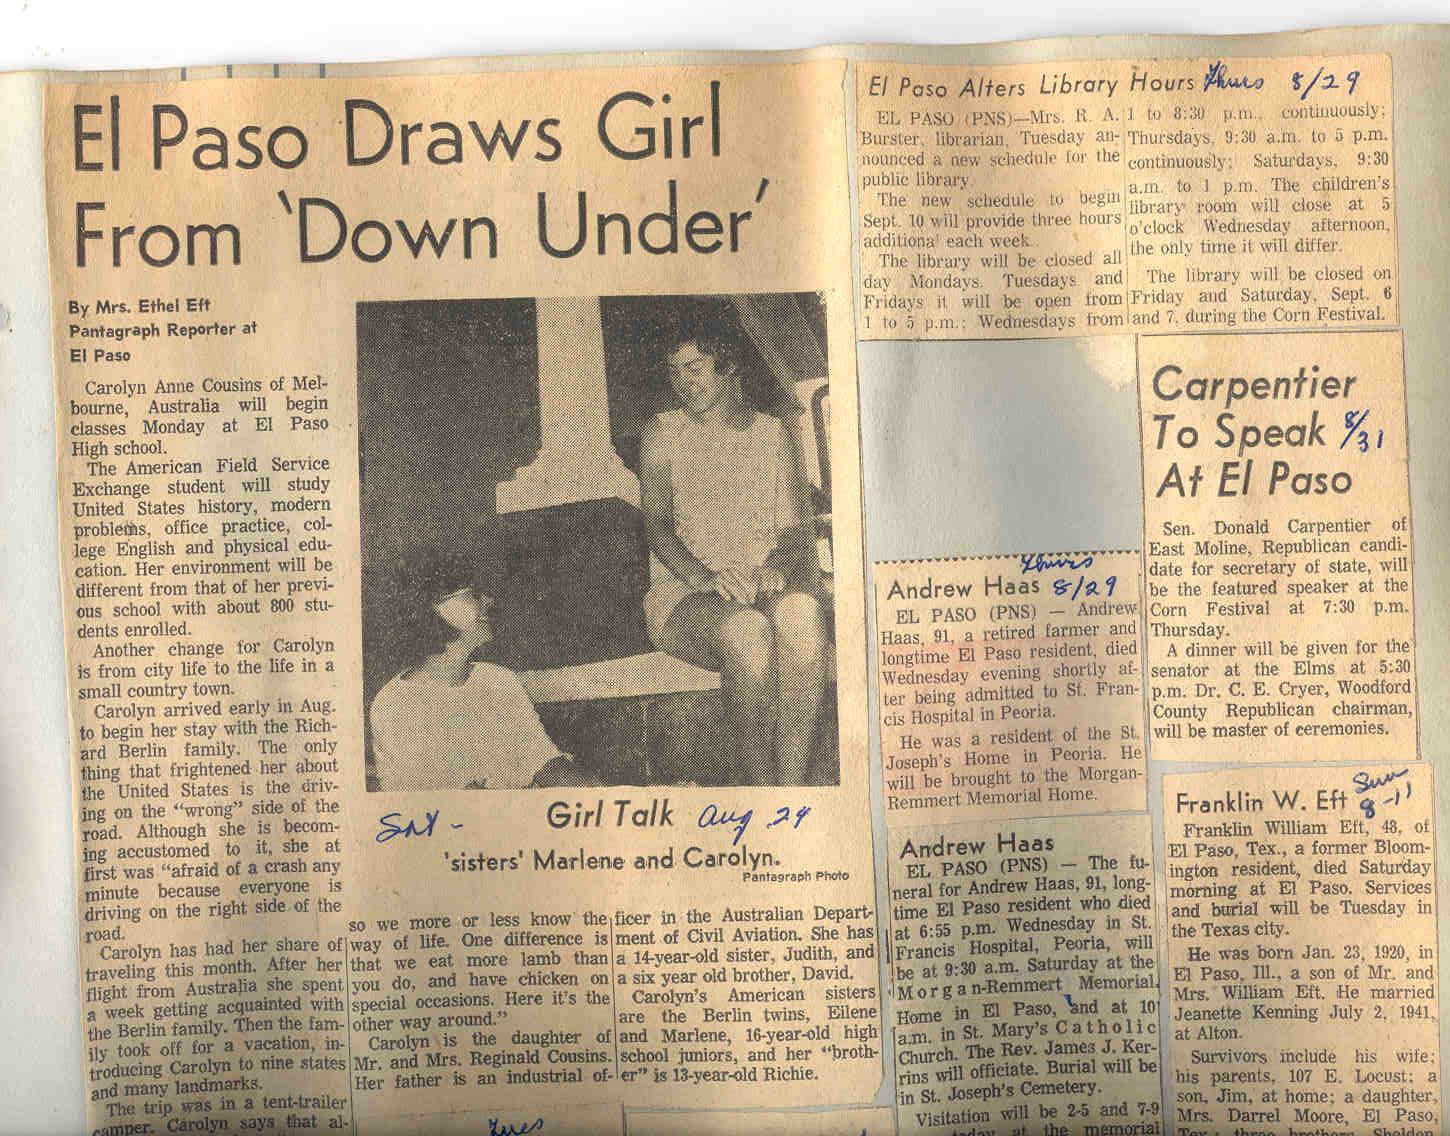 El Paso Draws Girl
From 'Down Under'
By Mrs. Ethel Eft
Pantagraph Reporter at
El Paso
Carolyn Anne Cousins of Mel-
bourne, Australia will begin
classes Monday at El Paso
High school.
The American Field Service
Exchange student will study
United States history, modern
problems, office practice, col-
lege English and physical edu-
cation. Her environment will be
different from that of her previ-
ous school with about 800 stu-
dents enrolled.
Another change for Carolyn
is from city life to the life in a
small country town.
Carolyn arrived early in Aug.
to begin her stay with the Rich-
ard Berlin family. The only
thing that frightened her about
the United States is the driv-
ing on the "wrong" side of the
road. Although she is becom-
ing accustomed to it, she at
first was "afraid of a crash any
minute because everyone is
driving on the right side of the
road.
Carolyn has had her share of
traveling this month. After her
flight from Australia she spent
a week getting acquainted with
the Berlin family. Then the fam-
ily took off for a vacation, in-
troducing Carolyn to nine states
and many landmarks.
The trip was in a tent-trailer
camper. Carolyn says that al-
Sat - Girl Talk Aug 24
'sisters' Marlene and Carolyn.
Pantagraph Photo
so we more or less know the
way of life. One difference is
that we eat more lamb than
you do, and have chicken on
special occasions. Here it's the
other way around."
Carolyn is the daughter of
Mr. and Mrs. Reginald Cousins.
Her father is an industrial of-
ficer in the Australian Depart-
ment of Civil Aviation. She has
a 14-year-old sister, Judith, and
a six year old brother, David.
Carolyn's American sisters
are the Berlin twins, Eilene
and Marlene, 16-year-old high
school juniors, and her "broth-
er" is 13-year-old Richie.
Tues
El Paso Alters Library Hours Thurs 8/29
EL PASO (PNS)—Mrs. R. A.
Burster, librarian, Tuesday an-
nounced a new schedule for the
public library.
The new schedule to begin
Sept. 10 will provide three hours
additional each week.
The library will be closed all
day Mondays. Tuesdays and
Fridays it will be open from
1 to 5 p.m.; Wednesdays from
1 to 8:30 p.m., continuously;
Thursdays, 9:30 a.m. to 5 p.m.
continuously; Saturdays, 9:30
a.m. to 1 p.m. The children's
library room will close at 5
o'clock Wednesday afternoon,
the only time it will differ.
The library will be closed on
Friday and Saturday, Sept. 6
and 7, during the Corn Festival.
Thurs
Andrew Haas 8/29
EL PASO (PNS) — Andrew
Haas, 91, a retired farmer and
longtime El Paso resident, died
Wednesday evening shortly af-
ter being admitted to St. Fran-
cis Hospital in Peoria.
He was a resident of the St.
Joseph's Home in Peoria. He
will be brought to the Morgan-
Remmert Memorial Home.
Andrew Haas
EL PASO (PNS) — The fu-
neral for Andrew Haas, 91, long-
time El Paso resident who died
at 6:55 p.m. Wednesday in St.
Francis Hospital, Peoria, will
be at 9:30 a.m. Saturday at the
Morgan-Remmert Memorial
Home in El Paso, and at 10
a.m. in St. Mary's Catholic
Church. The Rev. James J. Ker-
rins will officiate. Burial will be
in St. Joseph's Cemetery.
Visitation will be 2-5 and 7-9
today at the memorial
Carpentier
To Speak 8/31
At El Paso
Sen. Donald Carpentier of
East Moline, Republican candi-
date for secretary of state, will
be the featured speaker at the
Corn Festival at 7:30 p.m.
Thursday.
A dinner will be given for the
senator at the Elms at 5:30
p.m. Dr. C. E. Cryer, Woodford
County Republican chairman,
will be master of ceremonies.
Sun
Franklin W. Eft 8-11
Franklin William Eft, 48, of
El Paso, Tex., a former Bloom-
ington resident, died Saturday
morning at El Paso. Services
and burial will be Tuesday in
the Texas city.
He was born Jan. 23, 1920, in
El Paso, Ill., a son of Mr. and
Mrs. William Eft. He married
Jeanette Kenning July 2, 1941,
at Alton.
Survivors include his wife;
his parents, 107 E. Locust; a
son, Jim, at home; a daughter,
Mrs. Darrel Moore, El Paso,
Tex.; three brothers, Sheldon